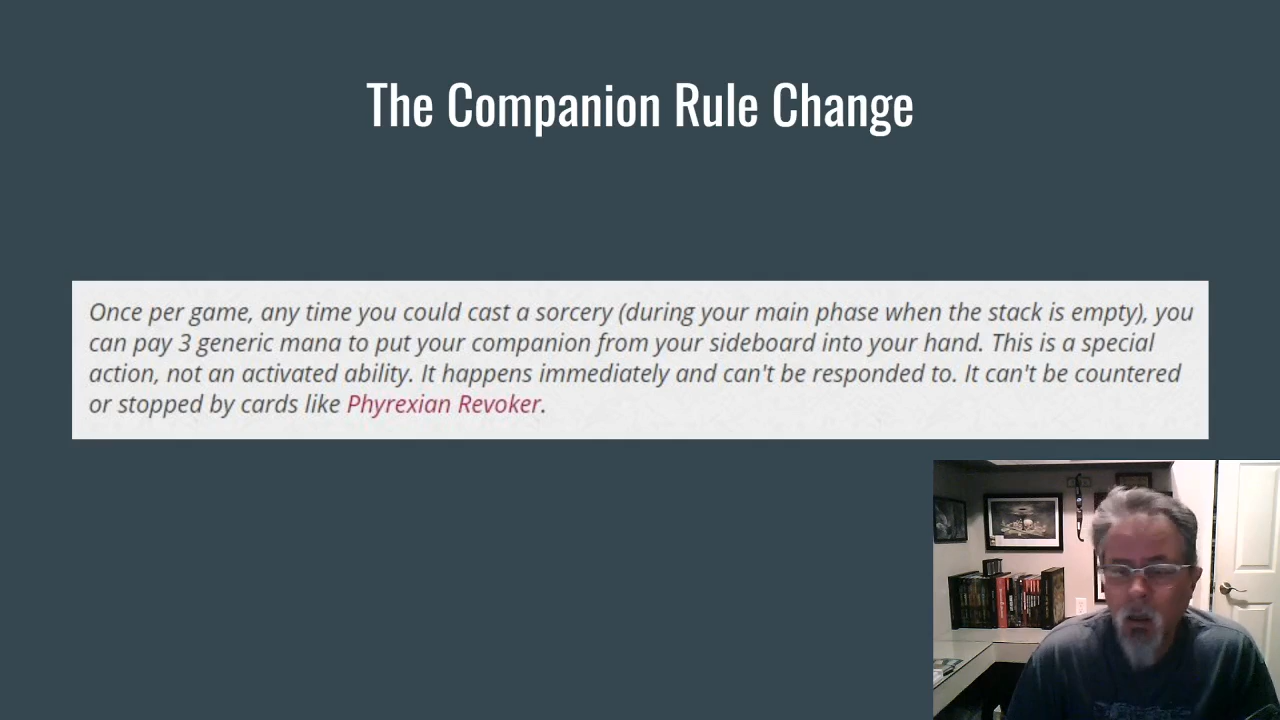 The Companion Rule Change
Once per game, any time you could cast a sorcery (during your main phase when the stack is empty), you
can pay 3 generic mana to put your companion from your sideboard into your hand. This is a special
action, not an activated ability. It happens immediately and can't be responded to. It can't be countered
or stopped by cards like Phyrexian Revoker.